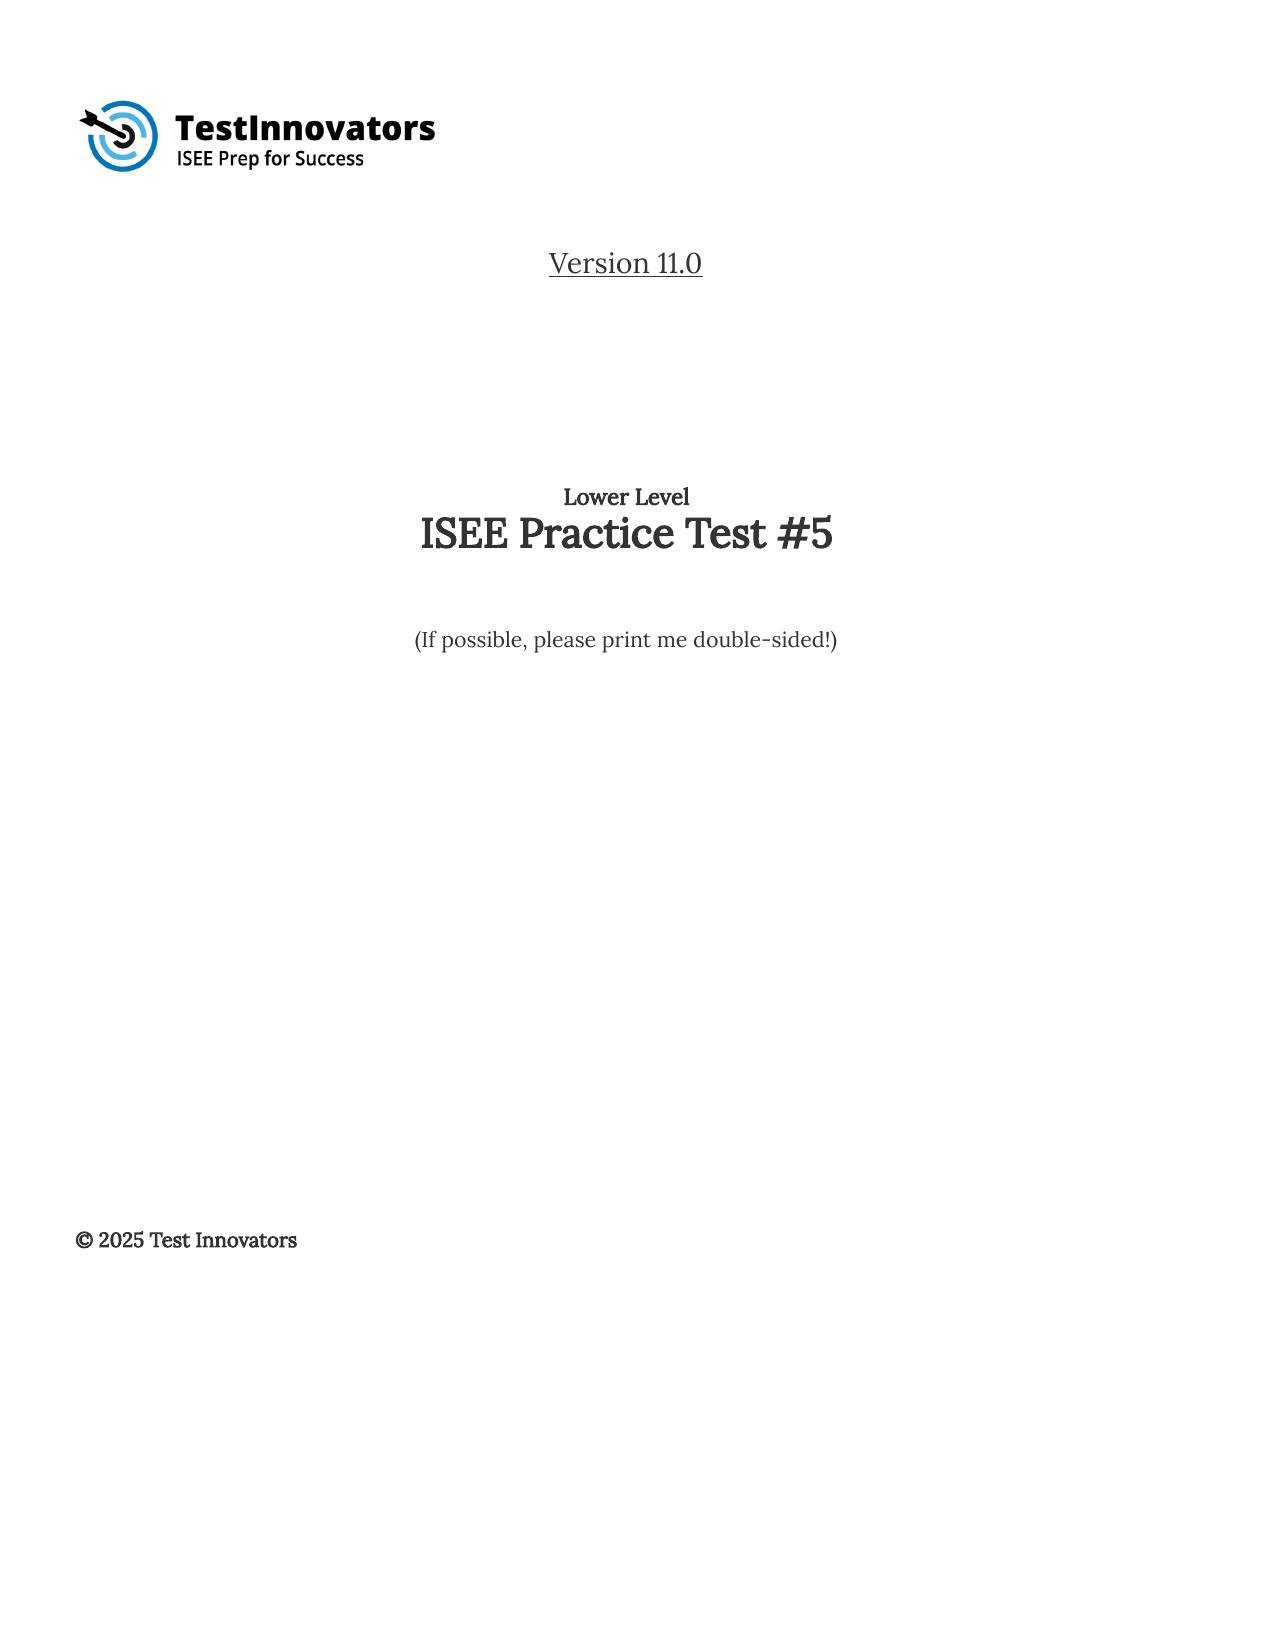 TestInnovators
ISEE Prep for Success
Version 11.0
Lower Level
ISEE Practice Test #5
(If possible, please print me double-sided!)
© 2025 Test Innovators